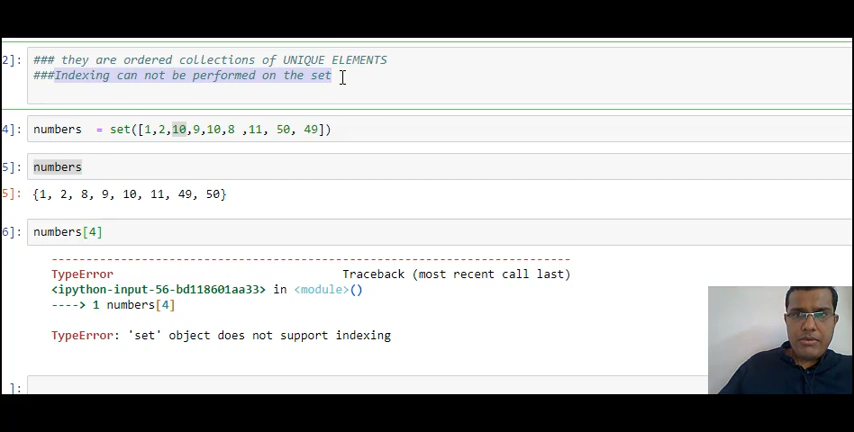 2]: ### they are ordered collections of UNIQUE ELEMENTS
###Indexing can not be performed on the set
4]: numbers = set([1,2,10,9,10,8 ,11, 50, 49])
5]: numbers
5]: {1, 2, 8, 9, 10, 11, 49, 50}
6]: numbers[4]
---------------------------------------------------------------------------
TypeError Traceback (most recent call last)
<ipython-input-56-bd118601aa33> in <module>()
----> 1 numbers[4]
TypeError: 'set' object does not support indexing
]: